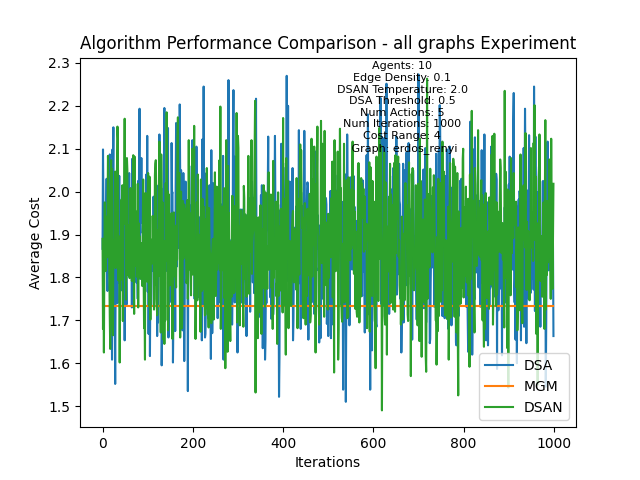 Algorithm Performance Comparison - all graphs Experiment
Agents: 10
Edge Density: 0.1
DSAN Temperature: 2.0
DSA Threshold: 0.5
Num Actions: 5
Num Iterations: 1000
Cost Range: 4
Graph: erdos_renyi
2.3
2.2
2.1
2.0
1.9
1.8
1.7
1.6
1.5
Average Cost
DSA
MGM
DSAN
0
200
400
600
800
1000
Iterations